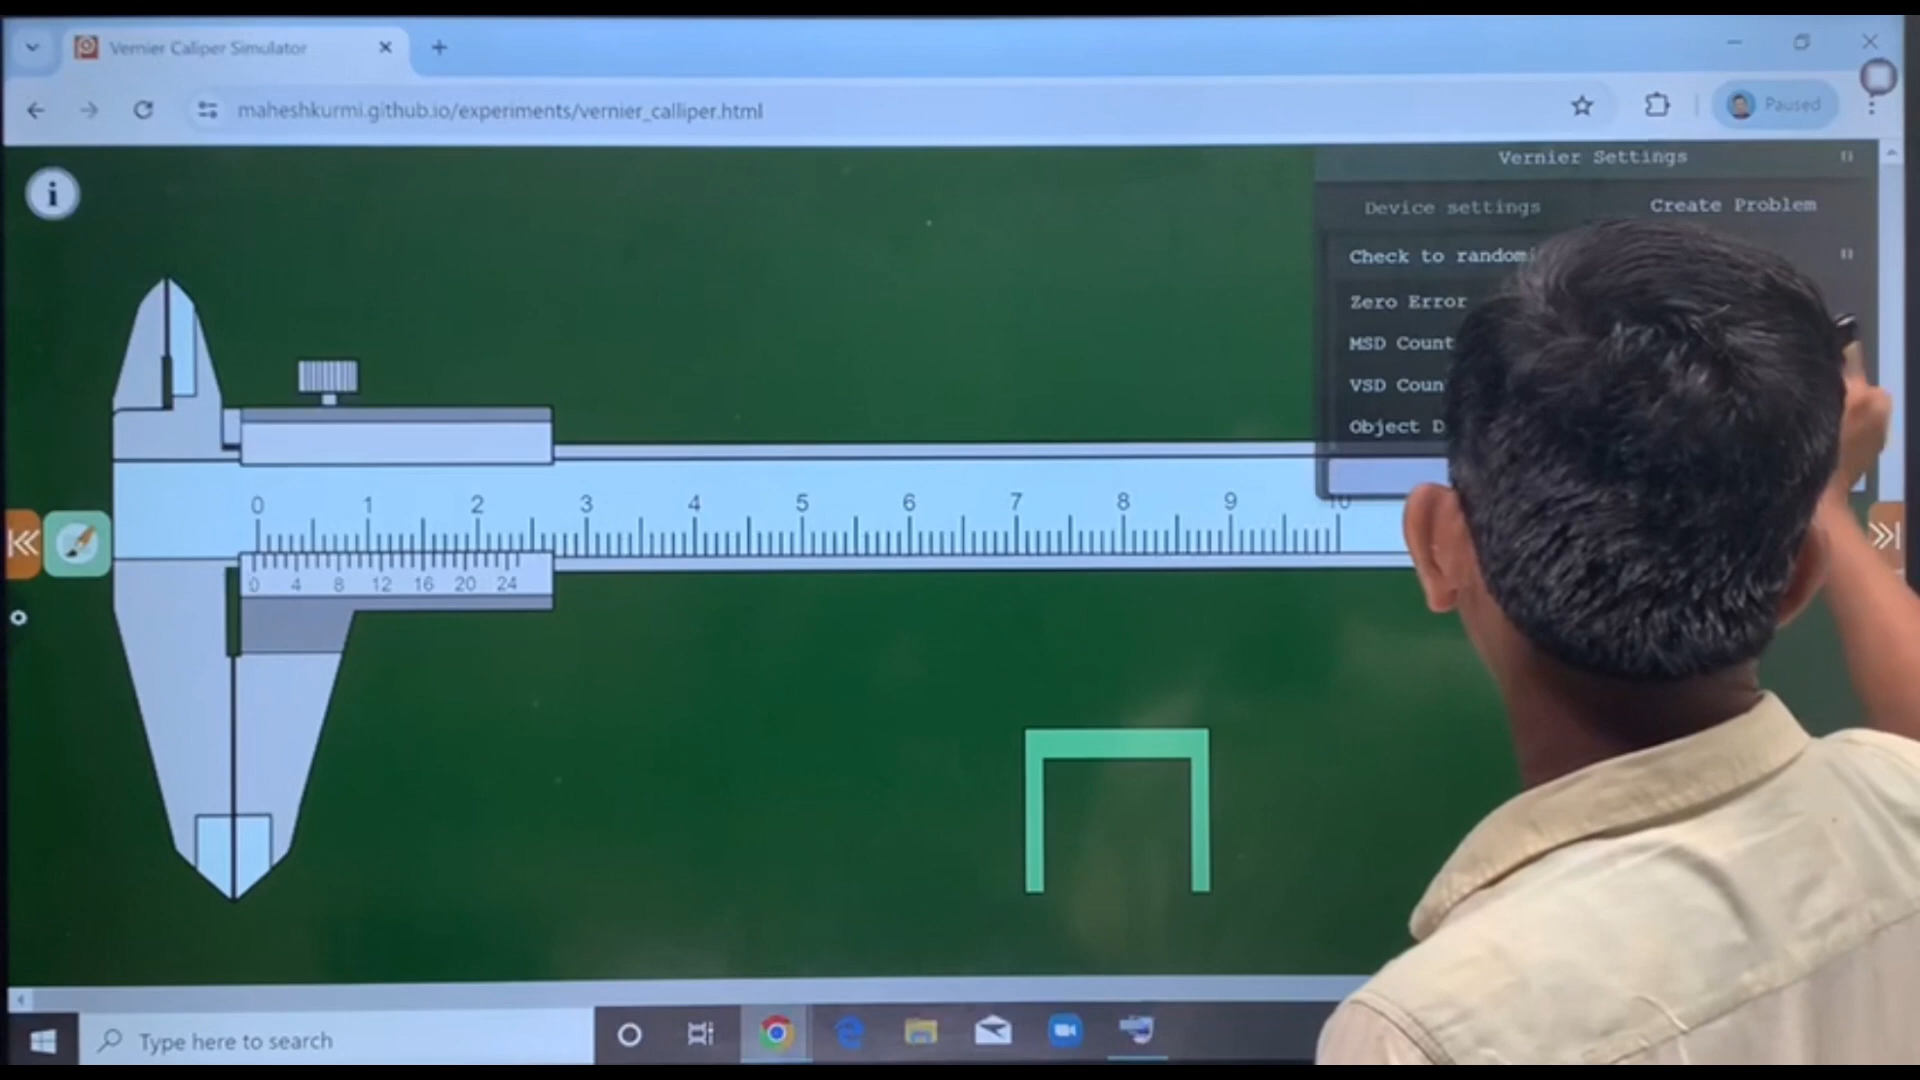 Vernier Caliper Simulator
maheshkurmi.github.io/experiments/vernier_calliper.html
Paused
Vernier Settings
Device settings Create Problem
Check to randomi
Zero Error
MSD Count
VSD Coun
Object D
i
0 1 2 3 4 5 6 7 8 9 10
0 4 8 12 16 20 24
Type here to search